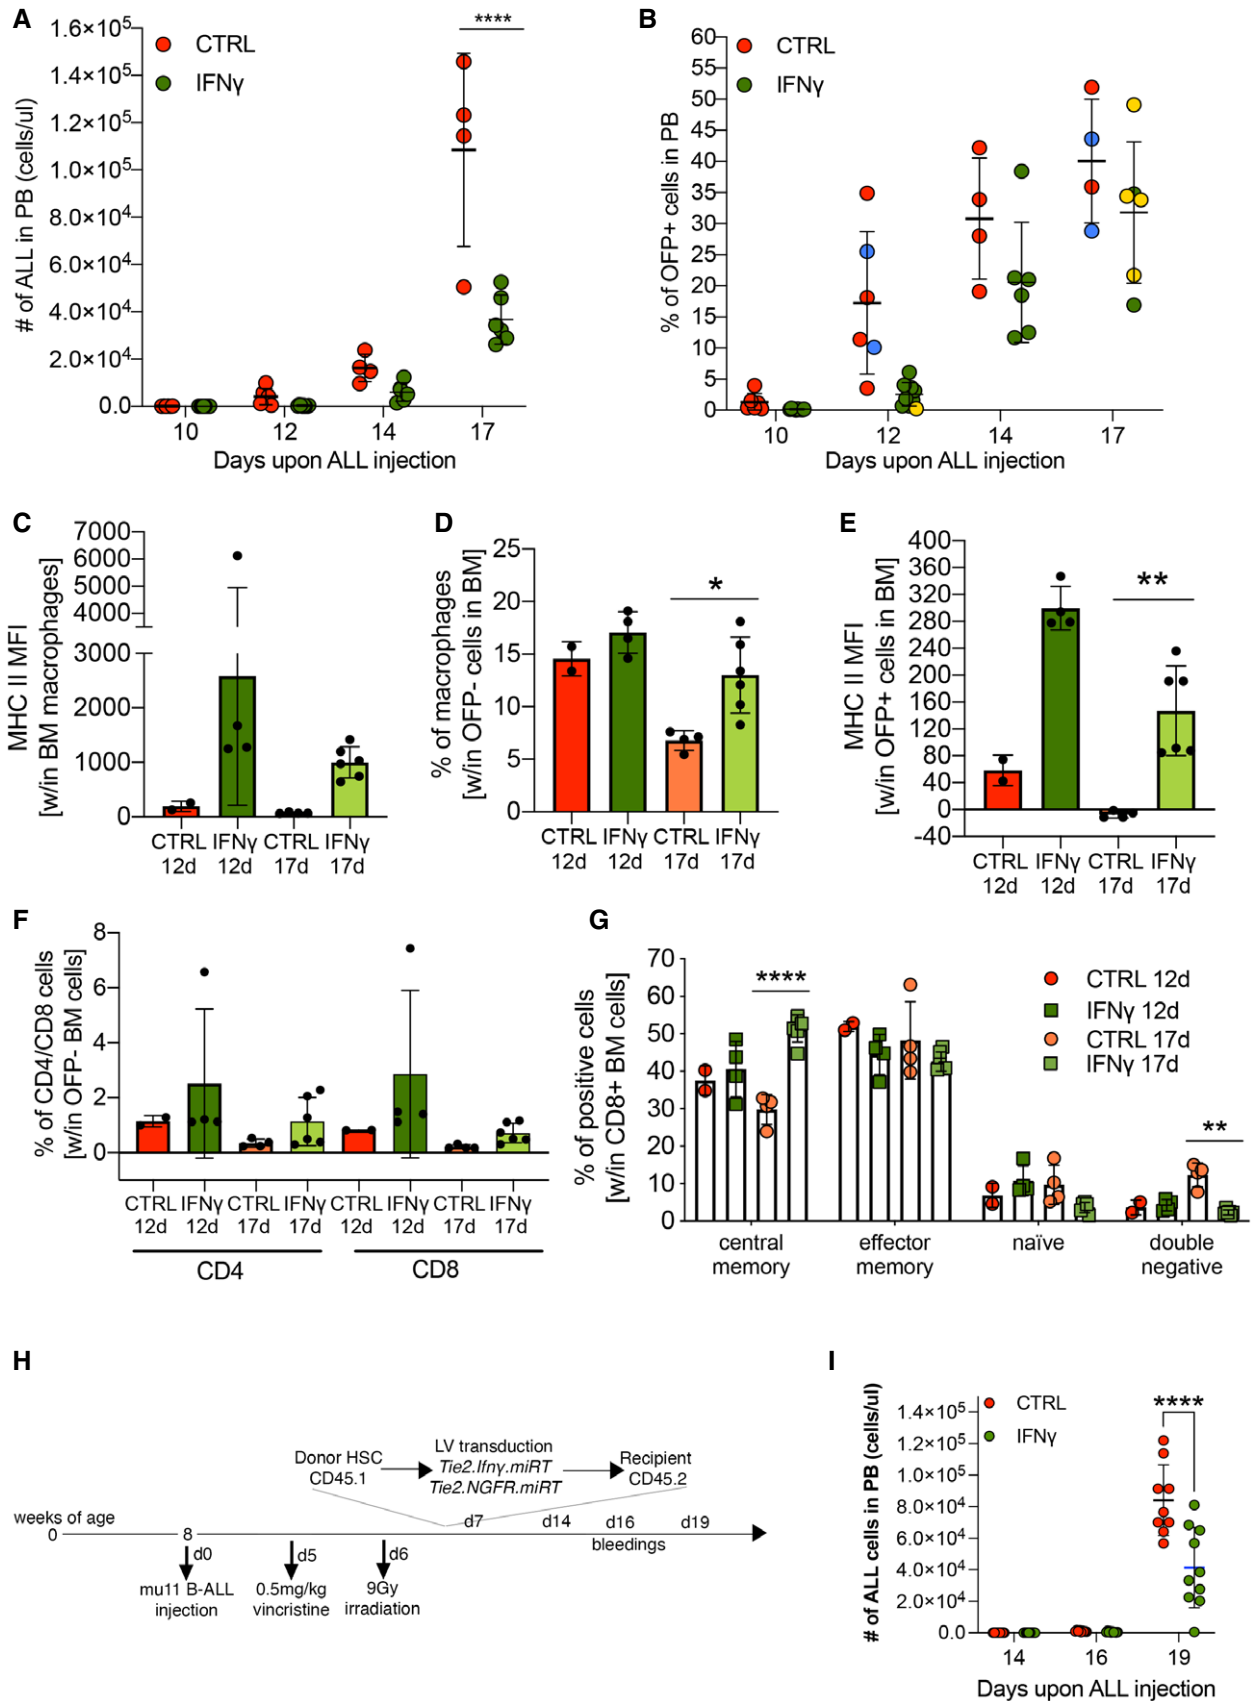 A
# of ALL in PB (cells/ul)
1.6×10⁵
1.4×10⁵
1.2×10⁵
1.0×10⁵
8.0×10⁴
6.0×10⁴
4.0×10⁴
2.0×10⁴
0.0
CTRL
IFNγ
****
10 12 14 17
Days upon ALL injection
B
% of OFP+ cells in PB
60
55
50
45
40
35
30
25
20
15
10
5
0
CTRL
IFNγ
10 12 14 17
Days upon ALL injection
C
MHC II MFI
[w/in BM macrophages]
7000
6000
5000
4000
3000
2000
1000
0
CTRL IFNγ CTRL IFNγ
12d 12d 17d 17d
D
% of macrophages
[w/in OFP- cells in BM]
25
20
15
10
5
0
*
CTRL IFNγ CTRL IFNγ
12d 12d 17d 17d
E
MHC II MFI
[w/in OFP+ cells in BM]
400
360
320
280
240
200
160
120
80
40
0
-40
**
CTRL IFNγ CTRL IFNγ
12d 12d 17d 17d
F
% of CD4/CD8 cells
[w/in OFP- BM cells]
8
6
4
2
0
CTRL IFNγ CTRL IFNγ CTRL IFNγ CTRL IFNγ
12d 12d 17d 17d 12d 12d 17d 17d
CD4 CD8
G
% of positive cells
[w/in CD8+ BM cells]
70
60
50
40
30
20
10
0
****
**
CTRL 12d
IFNγ 12d
CTRL 17d
IFNγ 17d
central effector naïve double
memory memory negative
H
Donor HSC
CD45.1
LV transduction
Tie2.Ifnγ.miRT
Tie2.NGFR.miRT
Recipient
CD45.2
weeks of age
0 8
d7 d14 d16 d19
bleedings
d0 d5 d6
mu11 B-ALL
injection
0.5mg/kg
vincristine
9Gy
irradiation
I
# of ALL cells in PB (cells/ul)
1.4×10⁵
1.2×10⁵
1.0×10⁵
8.0×10⁴
6.0×10⁴
4.0×10⁴
2.0×10⁴
0.0
CTRL
IFNγ
****
14 16 19
Days upon ALL injection